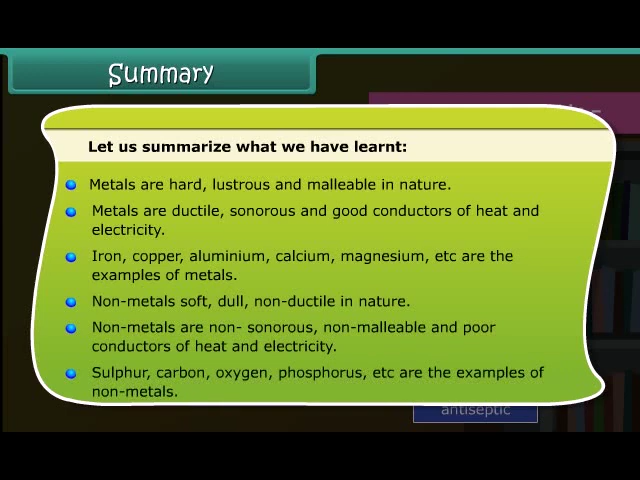 Summary
Let us summarize what we have learnt:
Metals are hard, lustrous and malleable in nature.
Metals are ductile, sonorous and good conductors of heat and
electricity.
Iron, copper, aluminium, calcium, magnesium, etc are the
examples of metals.
Non-metals soft, dull, non-ductile in nature.
Non-metals are non- sonorous, non-malleable and poor
conductors of heat and electricity.
Sulphur, carbon, oxygen, phosphorus, etc are the examples of
non-metals.
antiseptic